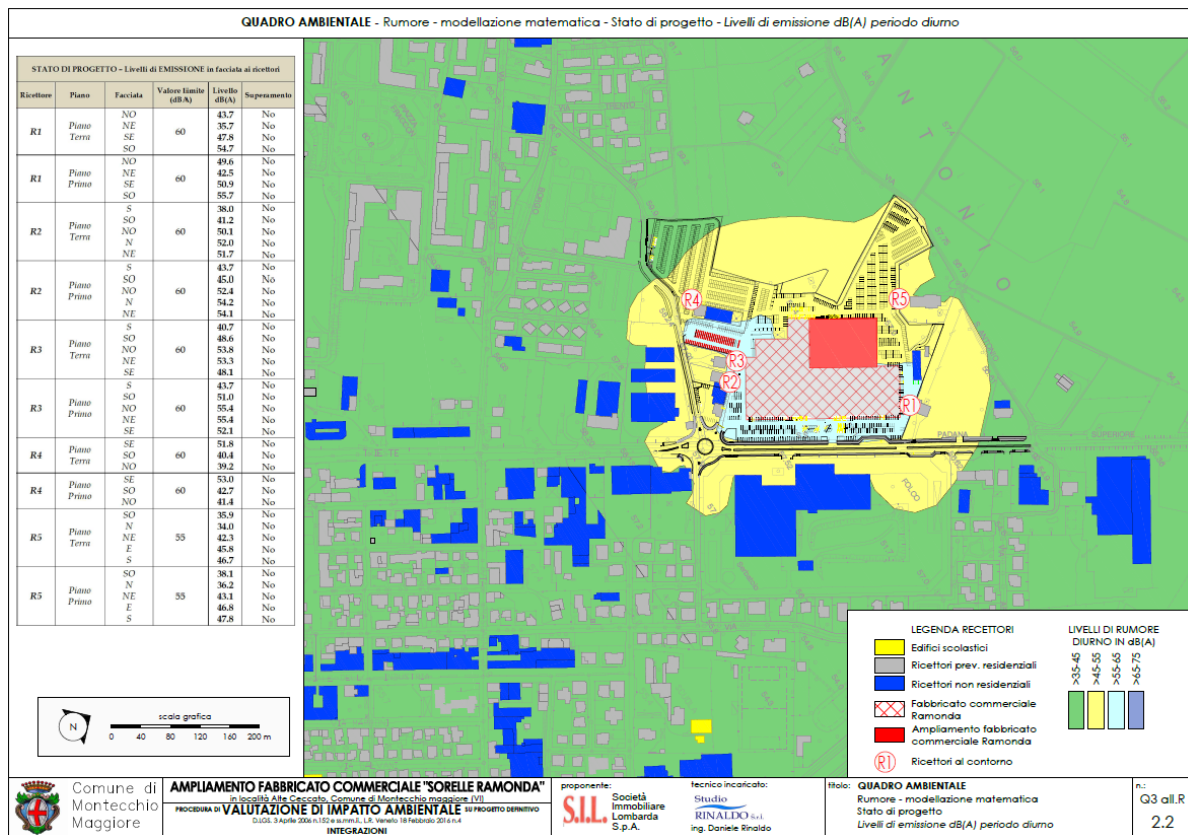 QUADRO AMBIENTALE - Rumore - modellazione matematica - Stato di progetto - Livelli di emissione dB(A) periodo diurno
STATO DI PROGETTO – Livelli di EMISSIONE in facciata ai ricettori
Ricettore Piano Facciata Valore limite (dBA) Livello dB(A) Superamento
R1 Piano Terra 60
NO 43.7 No
NE 35.7 No
SE 47.8 No
SO 54.7 No
R1 Piano Primo 60
NO 49.6 No
NE 42.5 No
SE 50.9 No
SO 55.7 No
R2 Piano Terra 60
S 38.0 No
SO 41.2 No
NO 50.1 No
N 52.0 No
NE 51.7 No
R2 Piano Primo 60
S 43.7 No
SO 45.0 No
NO 52.4 No
N 54.2 No
NE 54.1 No
R3 Piano Terra 60
S 40.7 No
SO 48.6 No
NO 53.8 No
NE 53.3 No
SE 48.1 No
R3 Piano Primo 60
S 43.7 No
SO 51.0 No
NO 55.4 No
NE 55.4 No
SE 52.1 No
R4 Piano Terra 60
SE 51.8 No
SO 40.4 No
NO 39.2 No
R4 Piano Primo 60
SE 53.0 No
SO 42.7 No
NO 41.4 No
R5 Piano Terra 55
SO 35.9 No
N 34.0 No
NE 42.3 No
E 45.8 No
S 46.7 No
R5 Piano Primo 55
SO 38.1 No
N 36.2 No
NE 43.1 No
E 46.8 No
S 47.8 No
R4
R5
R3
R2
R1
PADANA
SUPERIORE
N
scala grafica
0 40 80 120 160 200 m
LEGENDA RECETTORI
Edifici scolastici
Ricettori prev. residenziali
Ricettori non residenziali
Fabbricato commerciale
Ramonda
Ampliamento fabbricato
commerciale Ramonda
R1 Ricettori al contorno
LIVELLI DI RUMORE
DIURNO IN dB(A)
>35-45
>45-55
>55-65
>65-75
Comune di
Montecchio
Maggiore
AMPLIAMENTO FABBRICATO COMMERCIALE "SORELLE RAMONDA"
in località Alte Ceccato, Comune di Montecchio maggiore (VI)
PROCEDURA DI VALUTAZIONE DI IMPATTO AMBIENTALE SU PROGETTO DEFINITIVO
D.LGS. 3 Aprile 2006 n.152 e ss.mm.ii., L.R. Veneto 18 Febbraio 2016 n.4
INTEGRAZIONI
proponente:
S.I.L. Società
Immobiliare
Lombarda
S.p.A.
tecnico incaricato:
Studio
RINALDO S.r.l.
ing. Daniele Rinaldo
titolo: QUADRO AMBIENTALE
Rumore - modellazione matematica
Stato di progetto
Livelli di emissione dB(A) periodo diurno
n.:
Q3 all.R
2.2